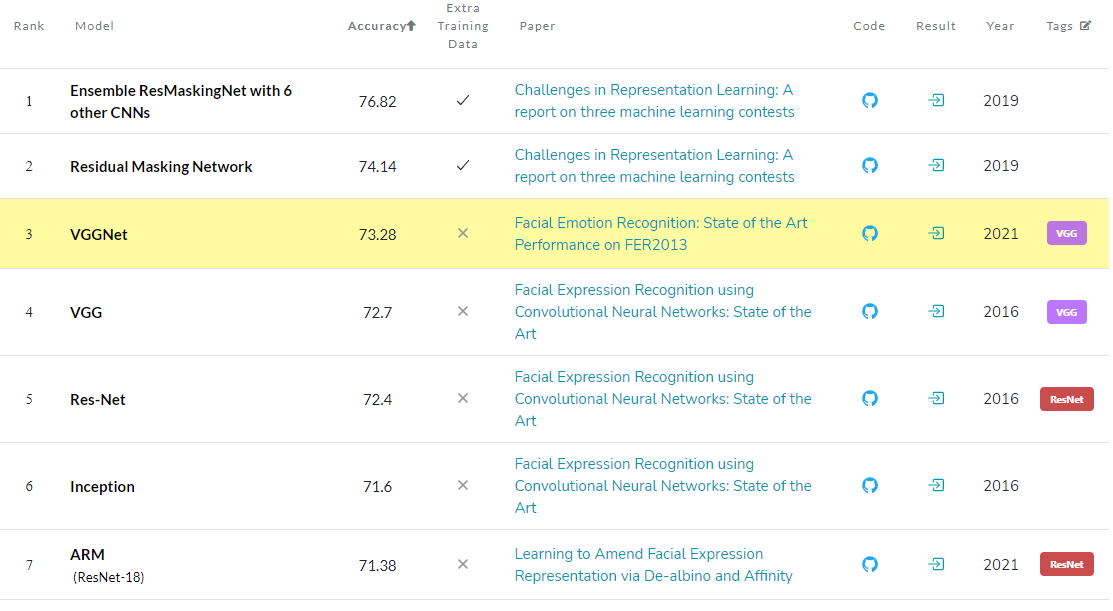 Rank Model Accuracy Extra Training Data Paper Code Result Year Tags
1 Ensemble ResMaskingNet with 6 other CNNs 76.82 Challenges in Representation Learning: A report on three machine learning contests 2019
2 Residual Masking Network 74.14 Challenges in Representation Learning: A report on three machine learning contests 2019
3 VGGNet 73.28 Facial Emotion Recognition: State of the Art Performance on FER2013 2021 VGG
4 VGG 72.7 Facial Expression Recognition using Convolutional Neural Networks: State of the Art 2016 VGG
5 Res-Net 72.4 Facial Expression Recognition using Convolutional Neural Networks: State of the Art 2016 ResNet
6 Inception 71.6 Facial Expression Recognition using Convolutional Neural Networks: State of the Art 2016
7 ARM (ResNet-18) 71.38 Learning to Amend Facial Expression Representation via De-albino and Affinity 2021 ResNet